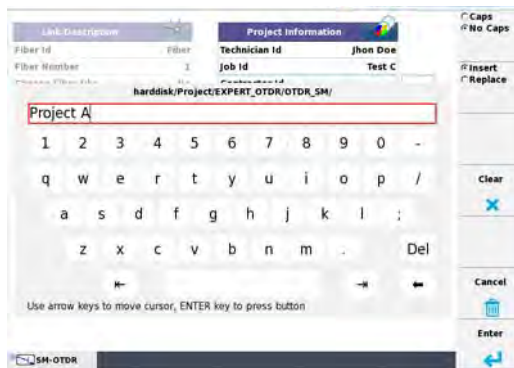 Link Description
Project Information
Fiber Id Fiber
Technician Id Jhon Doe
Fiber Number 1
Job Id Test C
harddisk/Project/EXPERT_OTDR/OTDR_SM/
Project A
1 2 3 4 5 6 7 8 9 0 -
q w e r t y u i o p /
a s d f g h j k l ;
z x c v b n m . Del
Use arrow keys to move cursor, ENTER key to press button
SM-OTDR
Caps
No Caps
Insert
Replace
Clear
Cancel
Enter